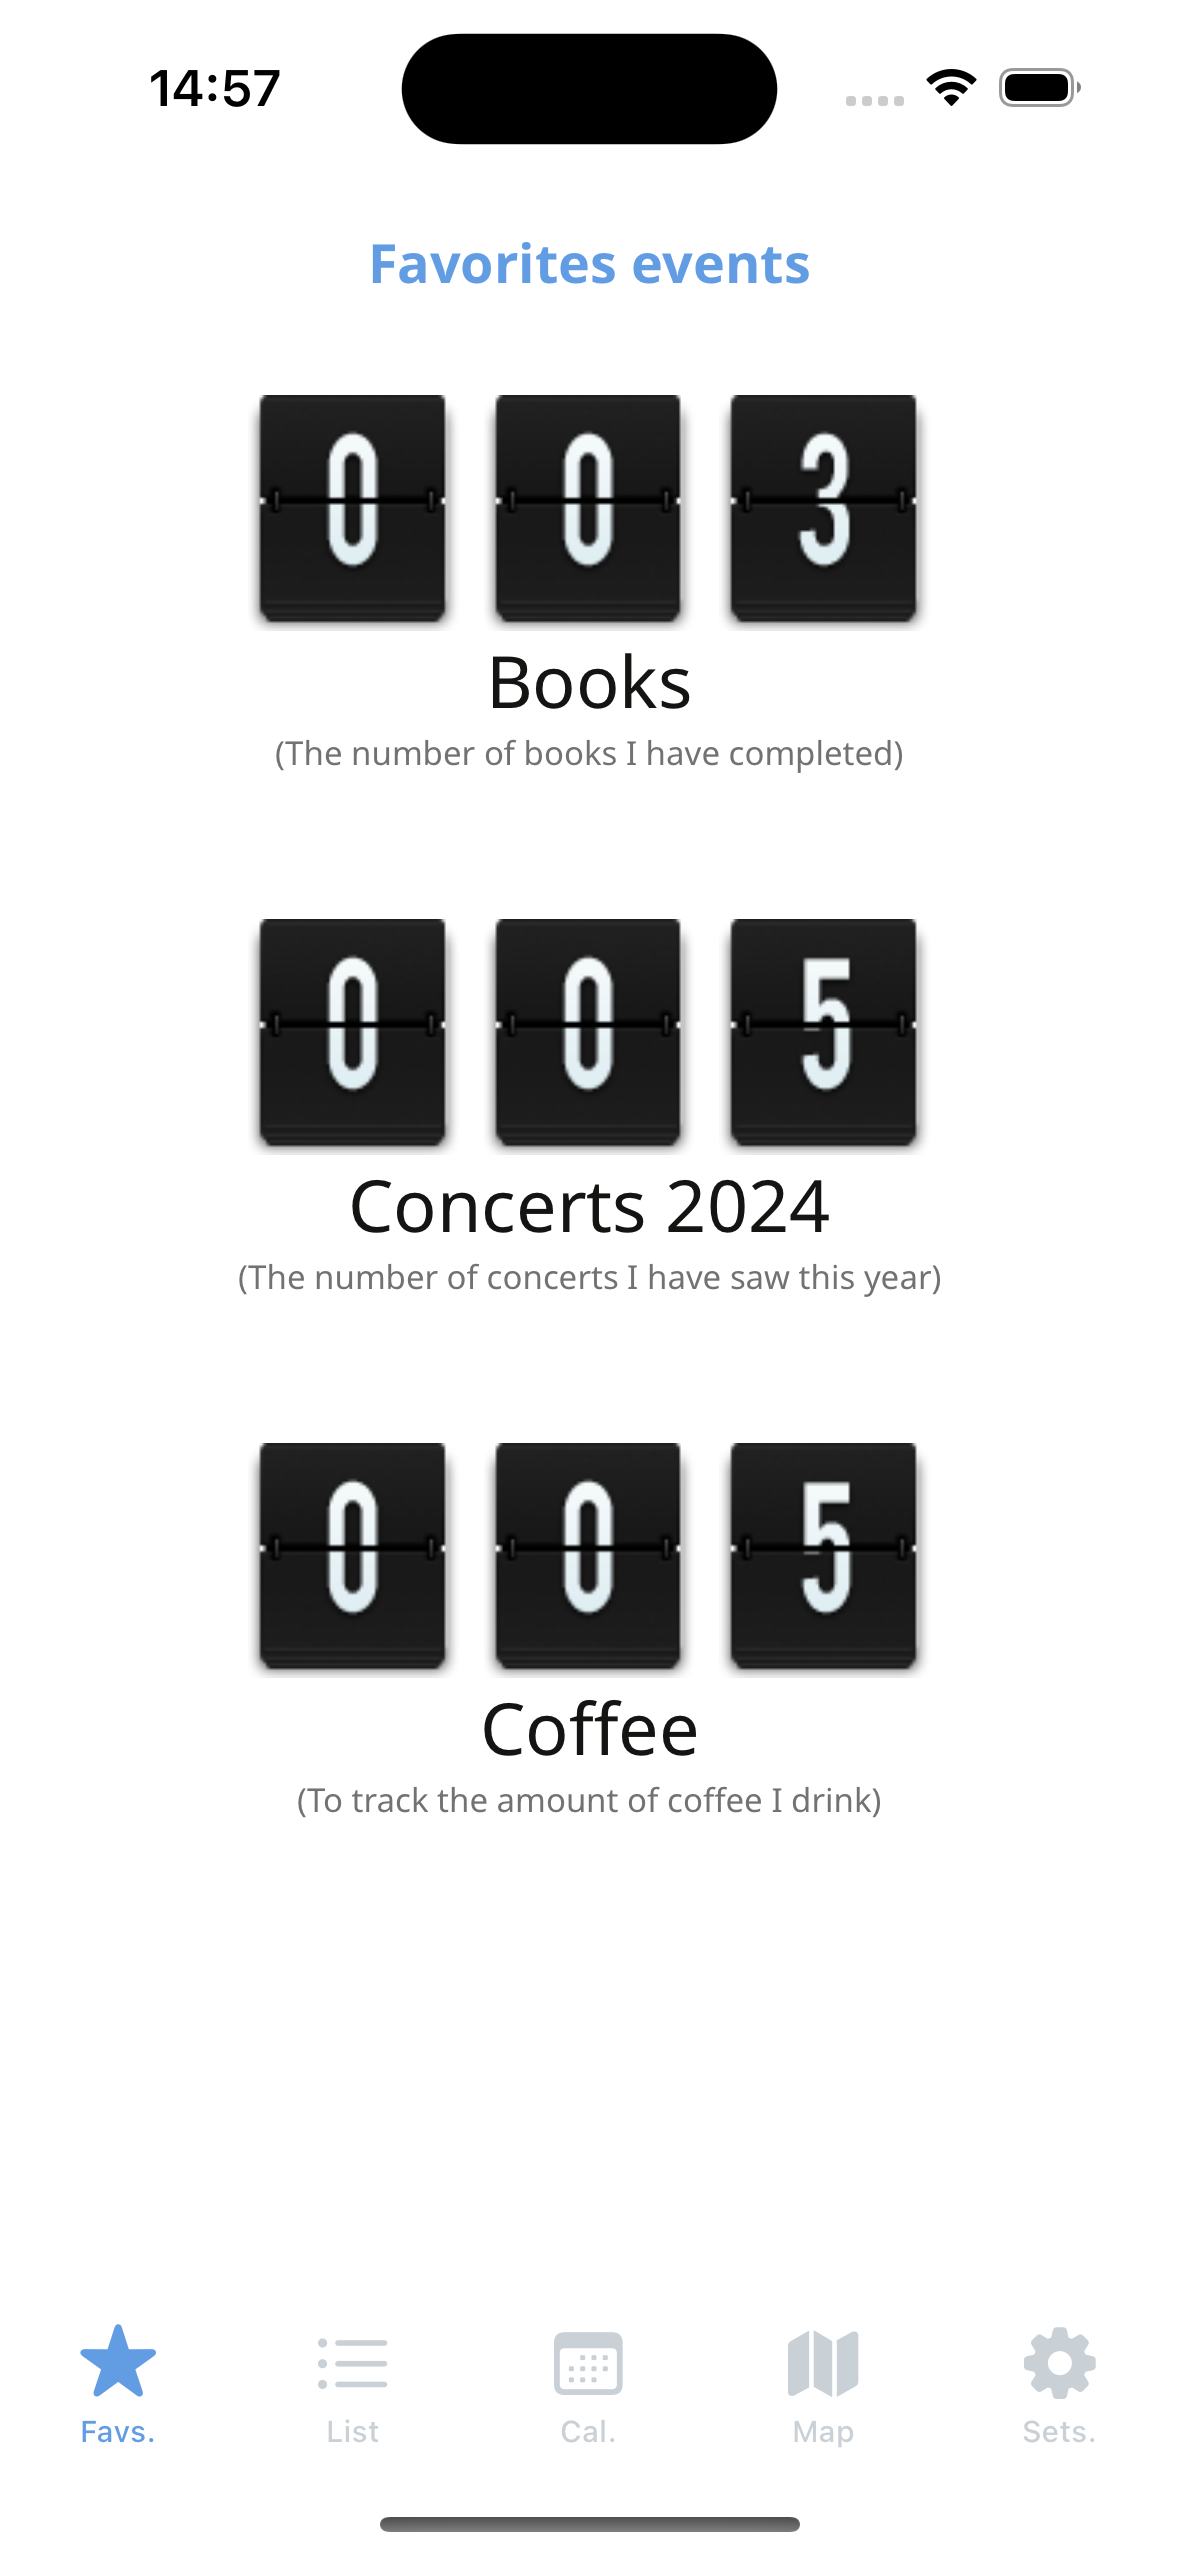 14:57
Favorites events
0 0 3
Books
(The number of books I have completed)
0 0 5
Concerts 2024
(The number of concerts I have saw this year)
0 0 5
Coffee
(To track the amount of coffee I drink)
Favs. List Cal. Map Sets.